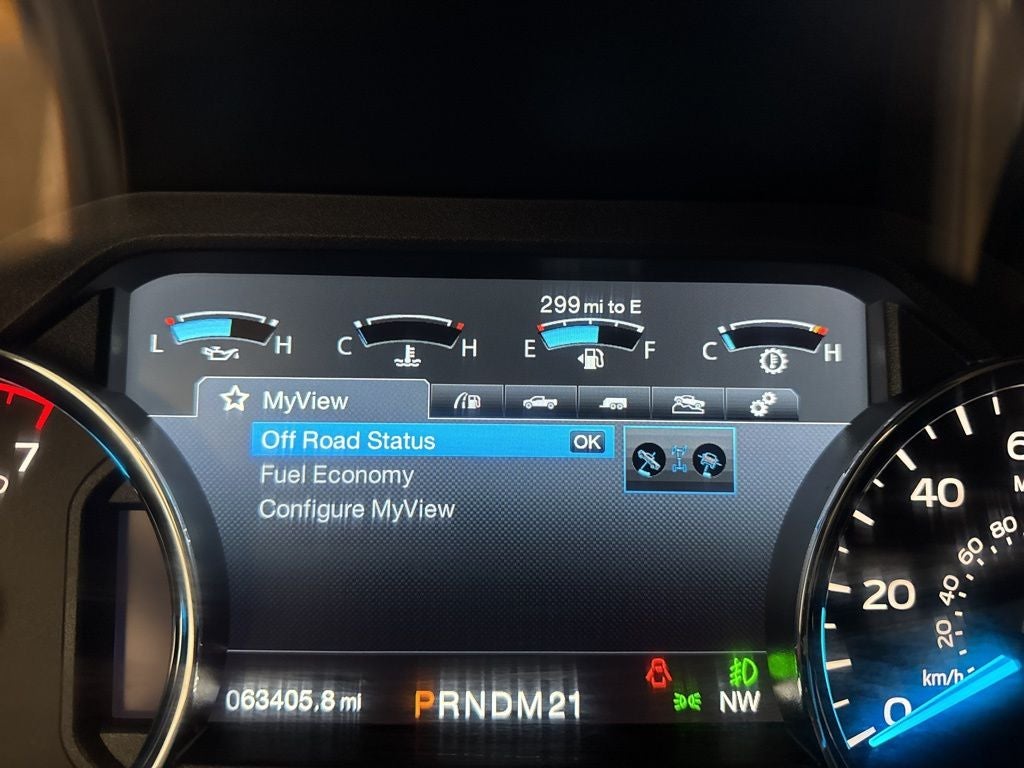 299 mi to E
L H C H E F C H
MyView
Off Road Status OK
Fuel Economy
Configure MyView
7
6
40
20
0
80
60
40
20
km/h
063405.8 mi
PRNDM21
NW